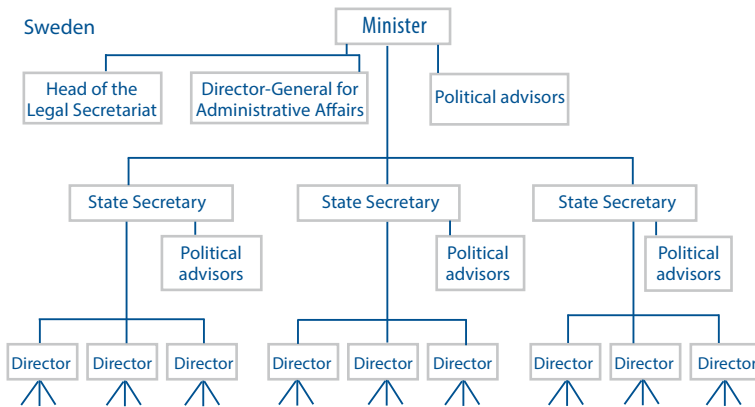 Sweden
Minister
Head of the
Legal Secretariat
Director-General for
Administrative Affairs
Political advisors
State Secretary
State Secretary
State Secretary
Political
advisors
Political
advisors
Political
advisors
Director
Director
Director
Director
Director
Director
Director
Director
Director